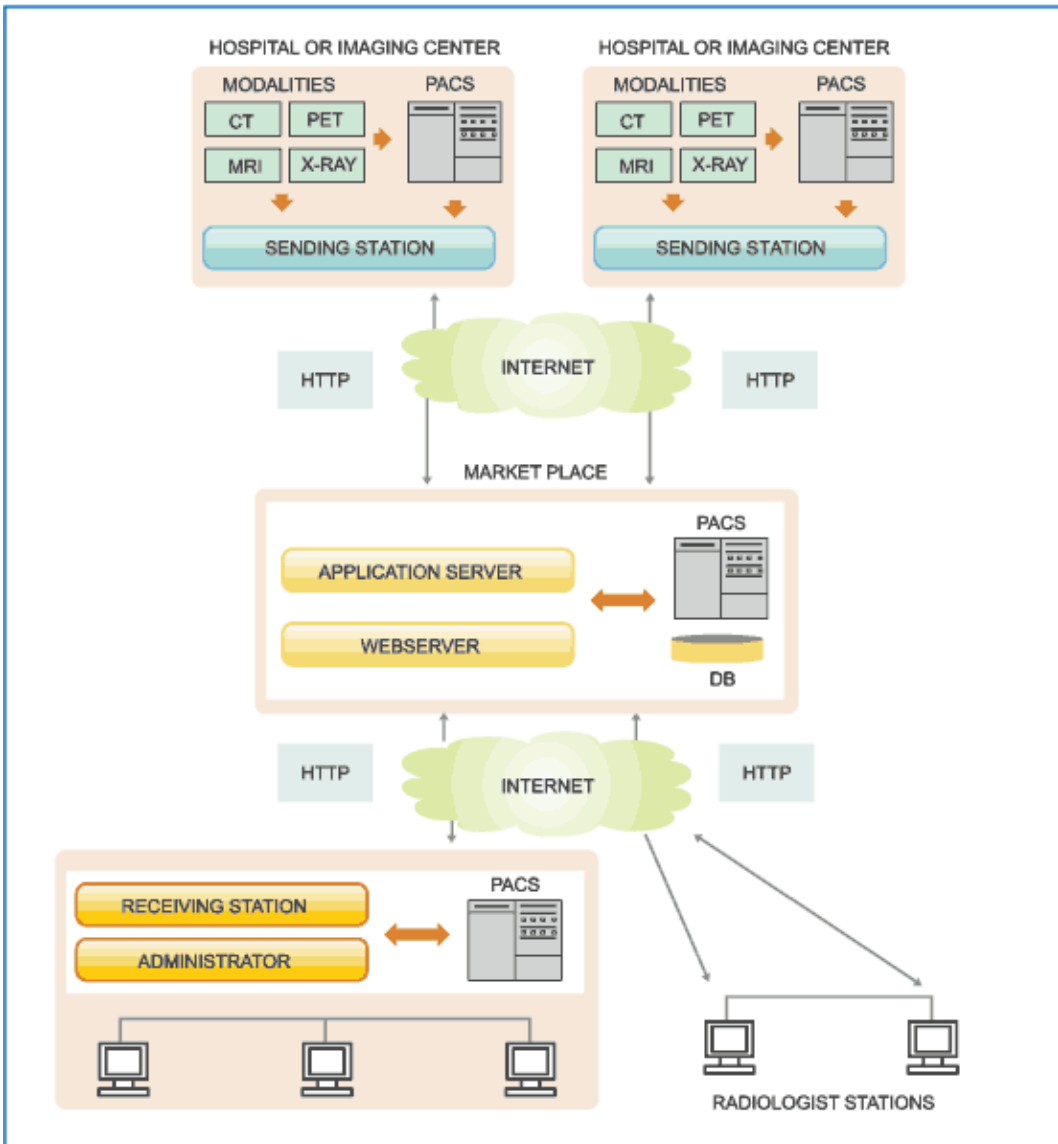 HOSPITAL OR IMAGING CENTER
MODALITIES
PACS
CT
PET
MRI
X-RAY
SENDING STATION
HOSPITAL OR IMAGING CENTER
MODALITIES
PACS
CT
PET
MRI
X-RAY
SENDING STATION
HTTP
INTERNET
HTTP
MARKET PLACE
APPLICATION SERVER
WEBSERVER
PACS
DB
HTTP
INTERNET
HTTP
RECEIVING STATION
ADMINISTRATOR
PACS
RADIOLOGIST STATIONS